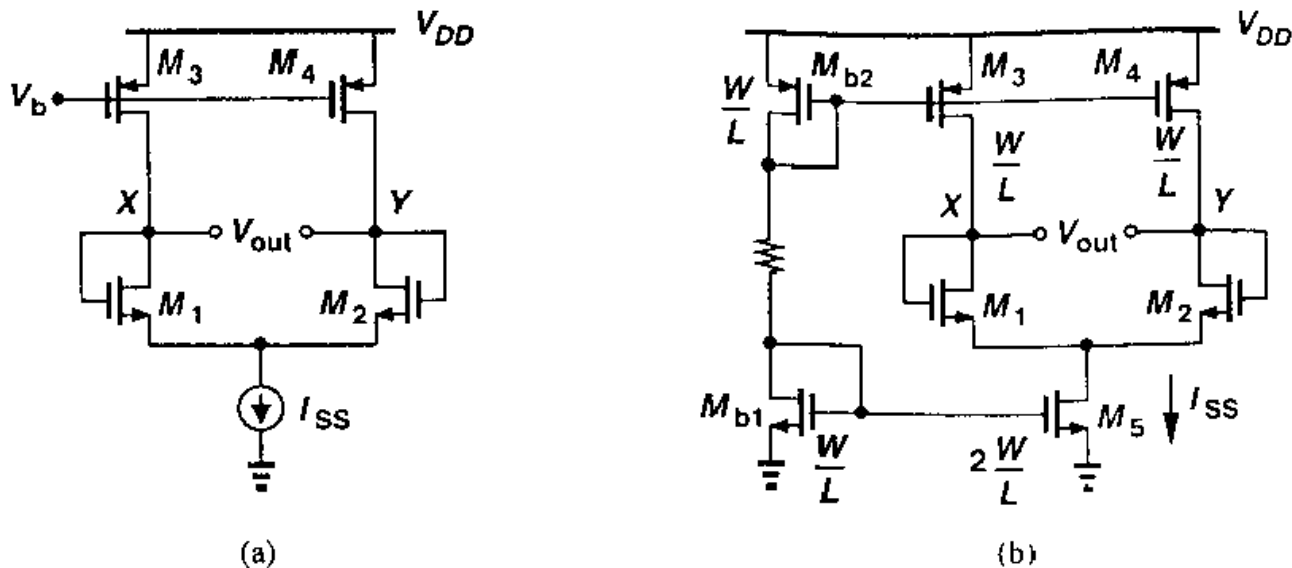 V_DD
M_3
M_4
V_b
X
Y
V_out
M_1
M_2
I_SS
(a)
V_DD
M_b2
M_3
M_4
W/L
W/L
W/L
X
Y
V_out
M_1
M_2
M_b1
M_5
I_SS
W/L
2 W/L
(b)